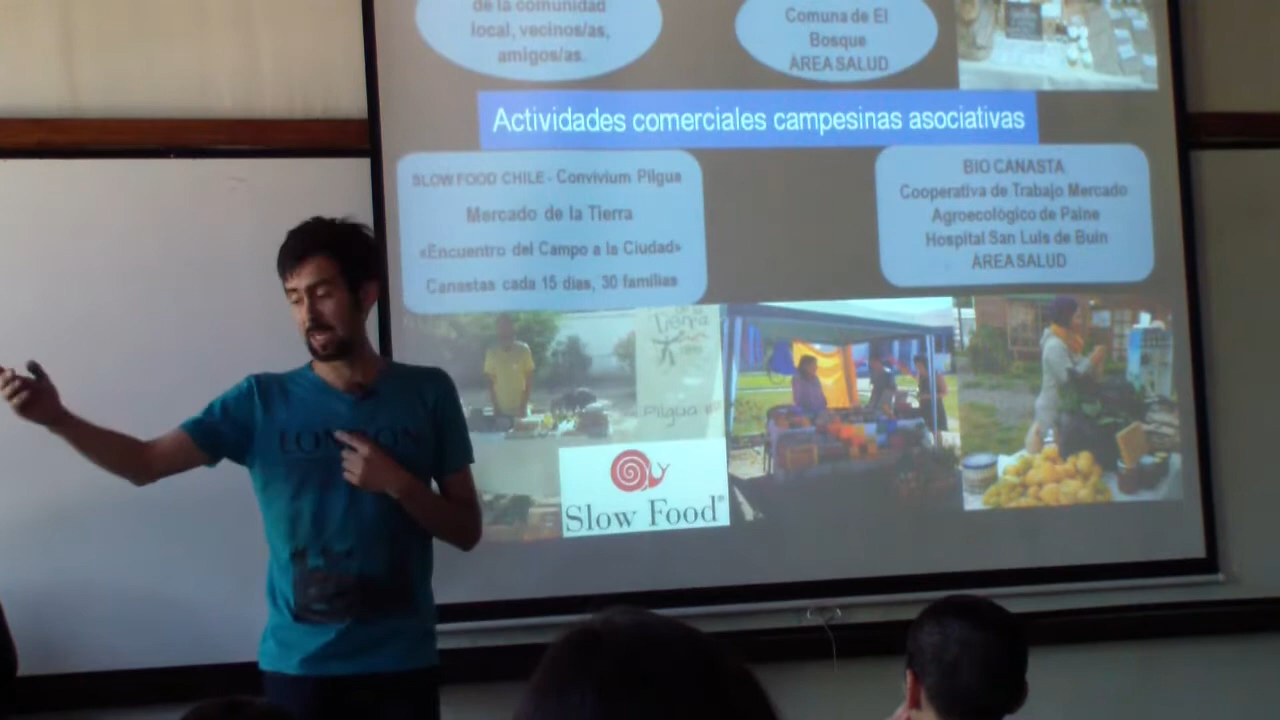 de la comunidad
local, vecinos/as,
amigos/as.
Comuna de El
Bosque
ÁREA SALUD
Actividades comerciales campesinas asociativas
SLOW FOOD CHILE - Convivium Pilgua
Mercado de la Tierra
«Encuentro del Campo a la Ciudad»
Canastas cada 15 días, 30 familias
BIO CANASTA
Cooperativa de Trabajo Mercado
Agroecológico de Paine
Hospital San Luis de Buin
ÁREA SALUD
Tierra
Pilgua
Slow Food®
LONDON